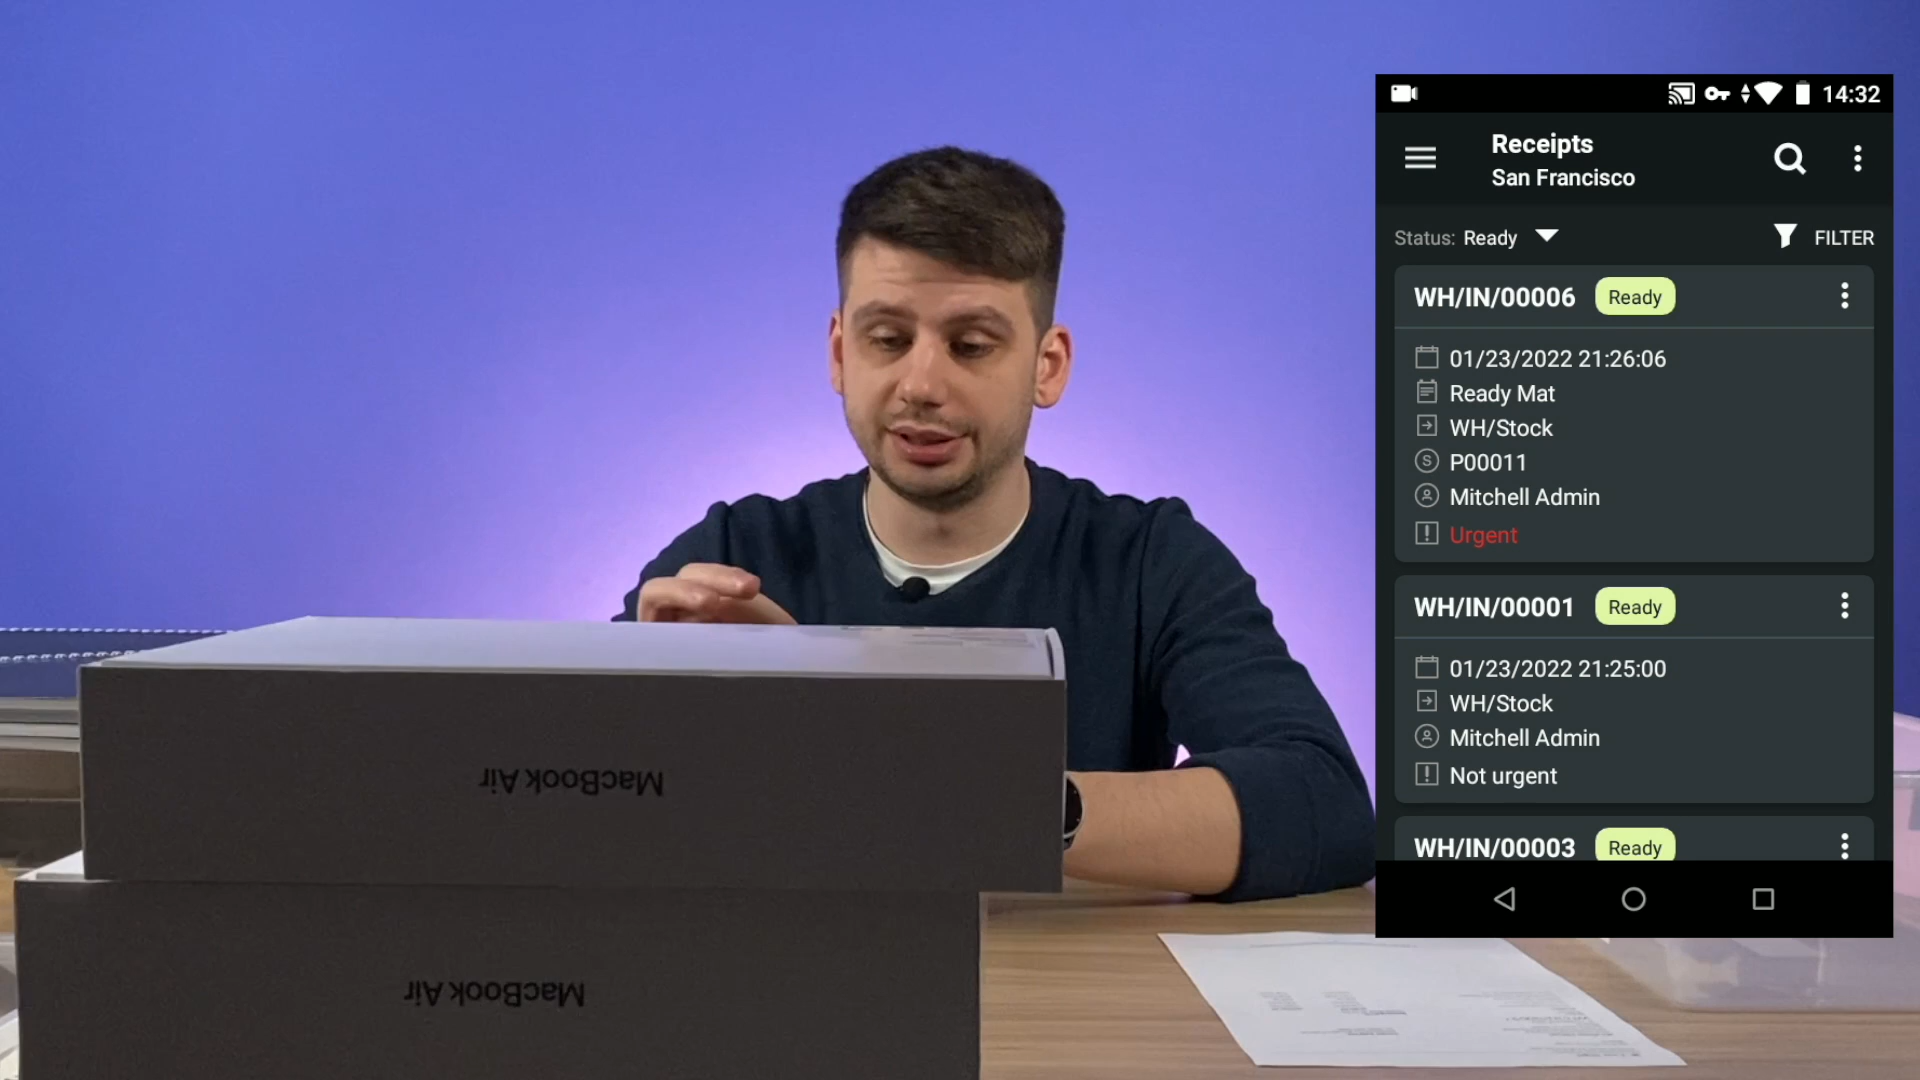 14:32
Receipts
San Francisco
Status: Ready
FILTER
WH/IN/00006 Ready
01/23/2022 21:26:06
Ready Mat
WH/Stock
P00011
Mitchell Admin
Urgent
WH/IN/00001 Ready
01/23/2022 21:25:00
WH/Stock
Mitchell Admin
Not urgent
WH/IN/00003 Ready
MacBook Air
MacBook Air